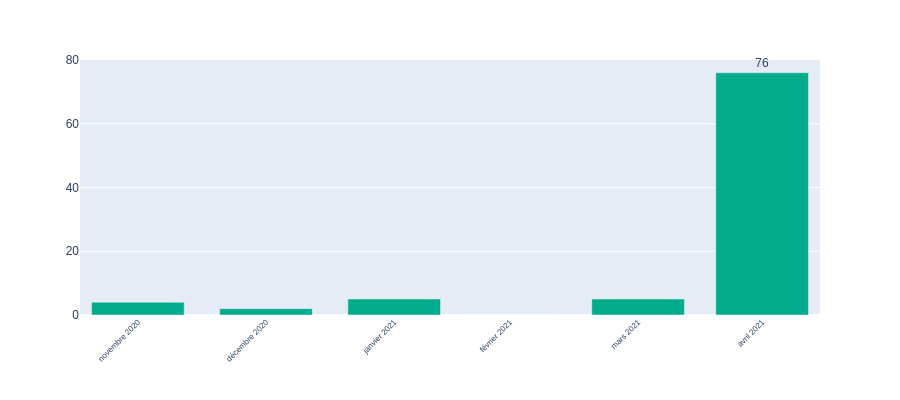 80
76
60
40
20
0
novembre 2020
décembre 2020
janvier 2021
février 2021
mars 2021
avril 2021